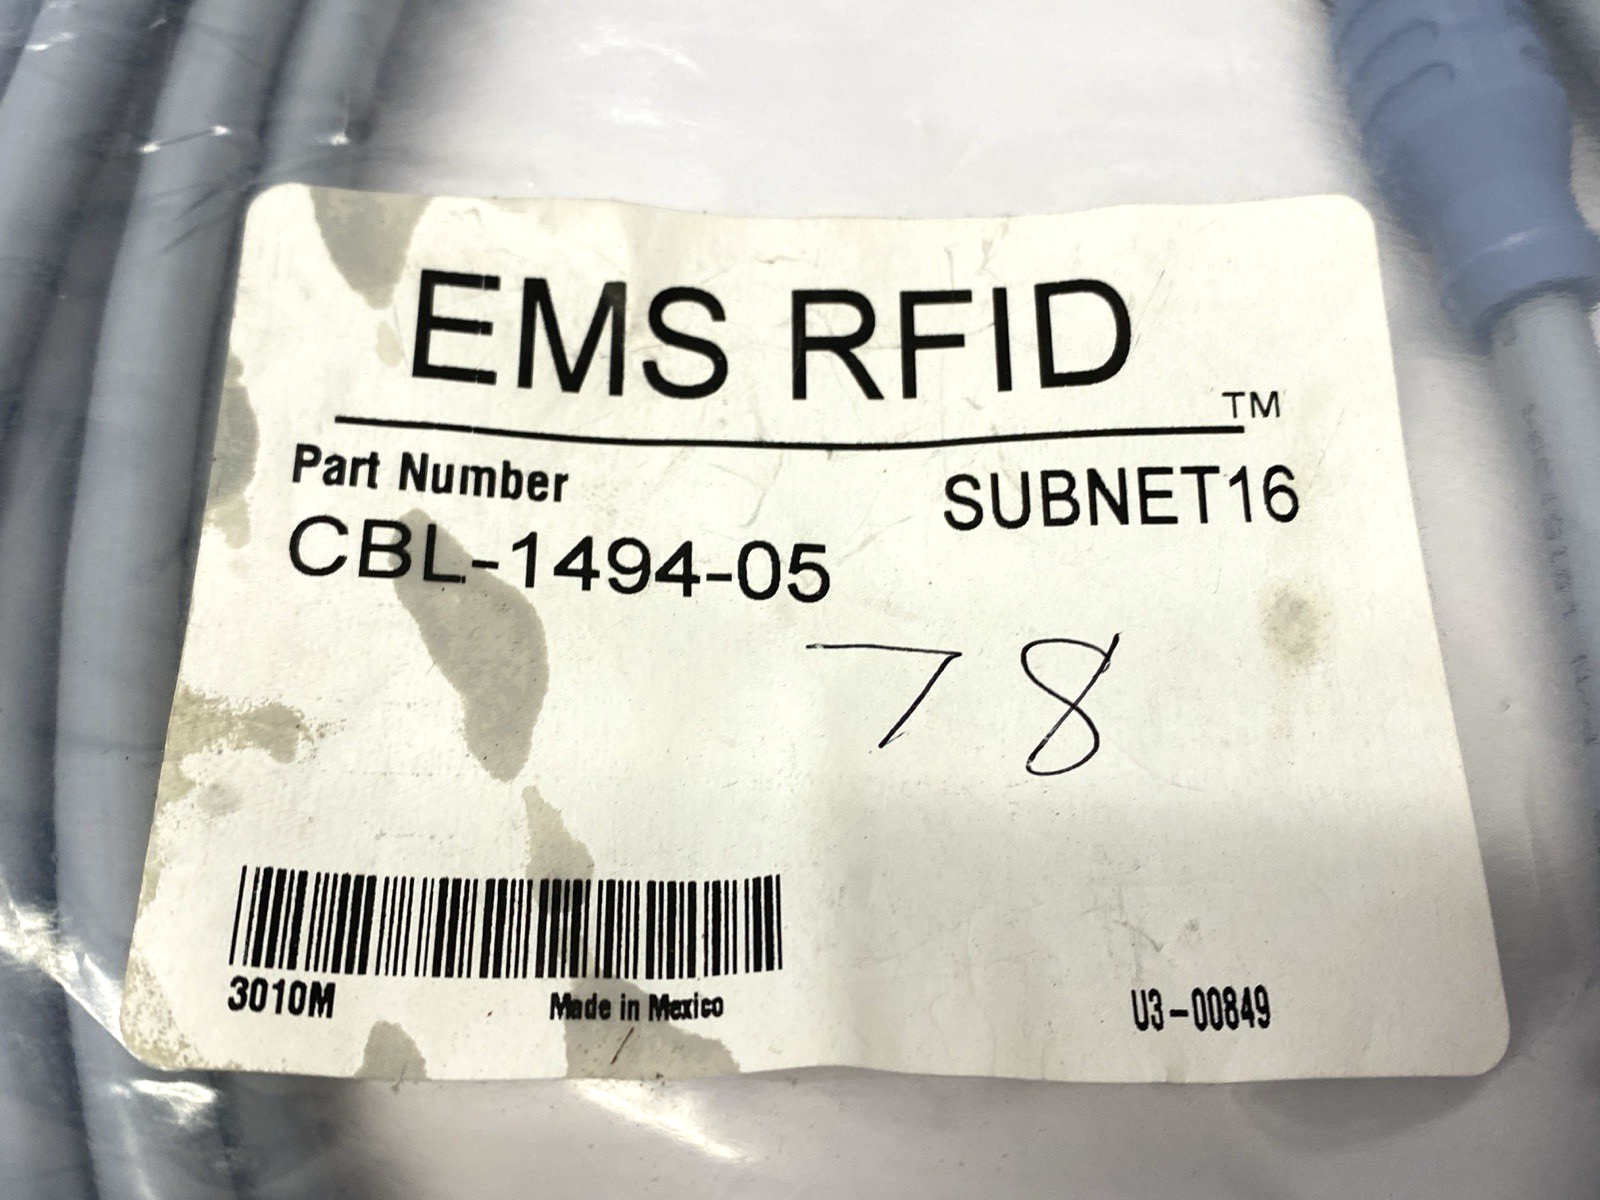 EMS RFID
TM
Part Number
SUBNET16
CBL-1494-05
78
3010M
Made in Mexico
U3-00849